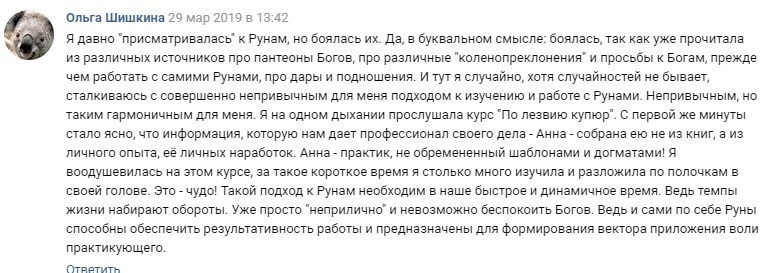 Ольга Шишкина 29 мар 2019 в 13:42
Я давно "присматривалась" к Рунам, но боялась их. Да, в буквальном смысле: боялась, так как уже прочитала
из различных источников про пантеоны Богов, про различные "коленопреклонения" и просьбы к Богам, прежде
чем работать с самими Рунами, про дары и подношения. И тут я случайно, хотя случайностей не бывает,
сталкиваюсь с совершенно непривычным для меня подходом к изучению и работе с Рунами. Непривычным, но
таким гармоничным для меня. Я на одном дыхании прослушала курс "По лезвию купюр". С первой же минуты
стало ясно, что информация, которую нам дает профессионал своего дела - Анна - собрана ею не из книг, а из
личного опыта, её личных наработок. Анна - практик, не обремененный шаблонами и догматами! Я
воодушевилась на этом курсе, за такое короткое время я столько много изучила и разложила по полочкам в
своей голове. Это - чудо! Такой подход к Рунам необходим в наше быстрое и динамичное время. Ведь темпы
жизни набирают обороты. Уже просто "неприлично" и невозможно беспокоить Богов. Ведь и сами по себе Руны
способны обеспечить результативность работы и предназначены для формирования вектора приложения воли
практикующего.
Ответить